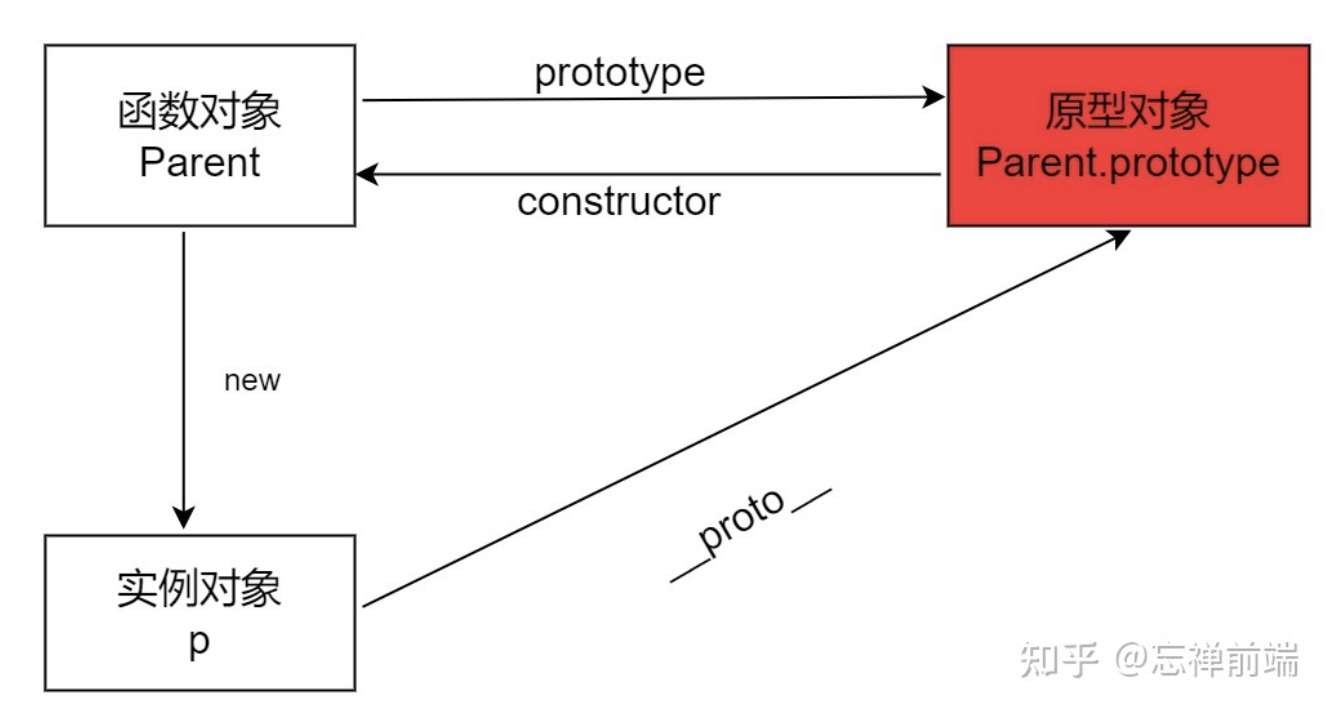 函数对象
Parent
prototype
constructor
原型对象
Parent.prototype
new
__proto__
实例对象
p
知乎 @忘禅前端